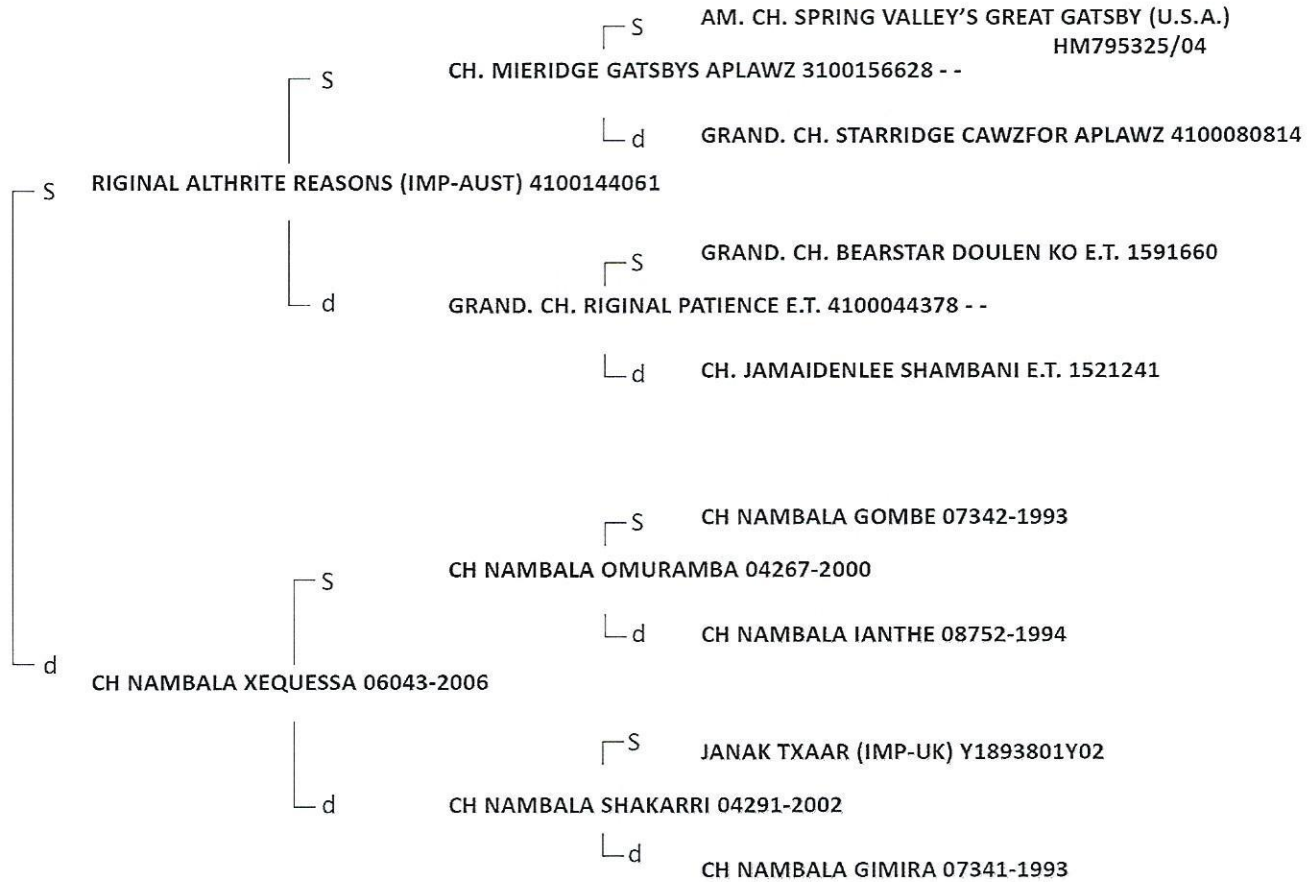 S AM. CH. SPRING VALLEY'S GREAT GATSBY (U.S.A.)
HM795325/04
S CH. MIERIDGE GATSBYS APLAWZ 3100156628 - -
d GRAND. CH. STARRIDGE CAWZFOR APLAWZ 4100080814
S RIGINAL ALTHRITE REASONS (IMP-AUST) 4100144061
S GRAND. CH. BEARSTAR DOULEN KO E.T. 1591660
d GRAND. CH. RIGINAL PATIENCE E.T. 4100044378 - -
d CH. JAMAIDENLEE SHAMBANI E.T. 1521241
S CH NAMBALA GOMBE 07342-1993
S CH NAMBALA OMURAMBA 04267-2000
d CH NAMBALA IANTHE 08752-1994
d CH NAMBALA XEQUESSA 06043-2006
S JANAK TXAAR (IMP-UK) Y1893801Y02
d CH NAMBALA SHAKARRI 04291-2002
d CH NAMBALA GIMIRA 07341-1993